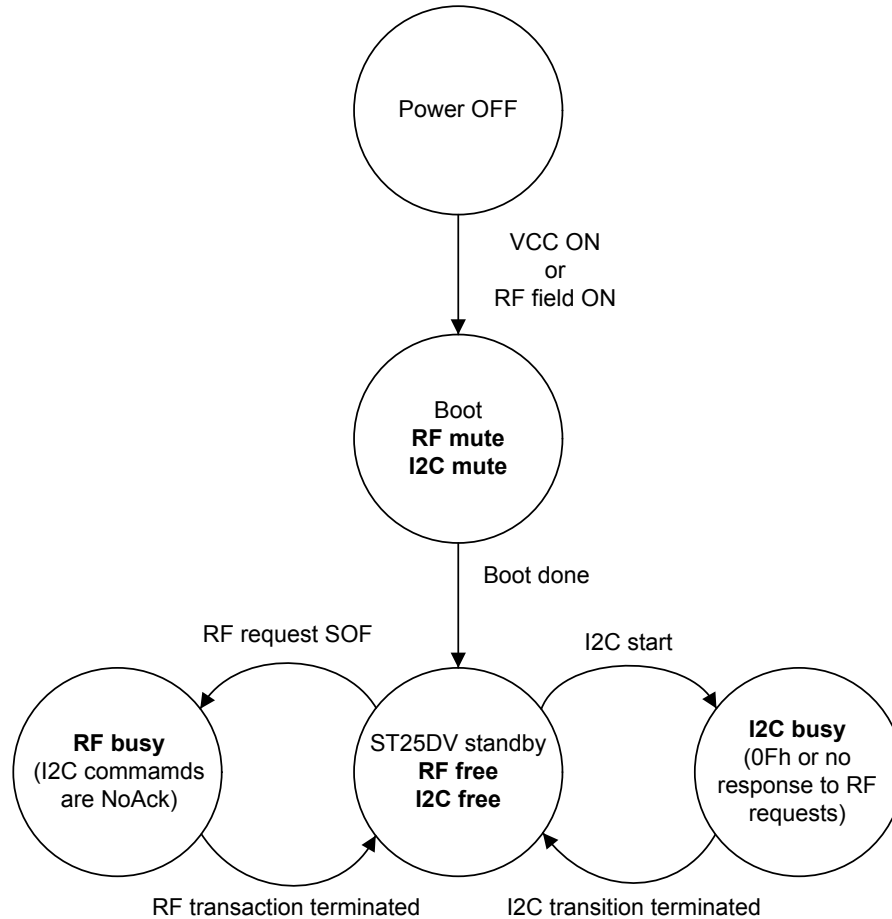 Power OFF
VCC ON
or
RF field ON
Boot
RF mute
I2C mute
Boot done
RF request SOF
I2C start
RF busy
(I2C commamds
are NoAck)
ST25DV standby
RF free
I2C free
I2C busy
(0Fh or no
response to RF
requests)
RF transaction terminated
I2C transition terminated